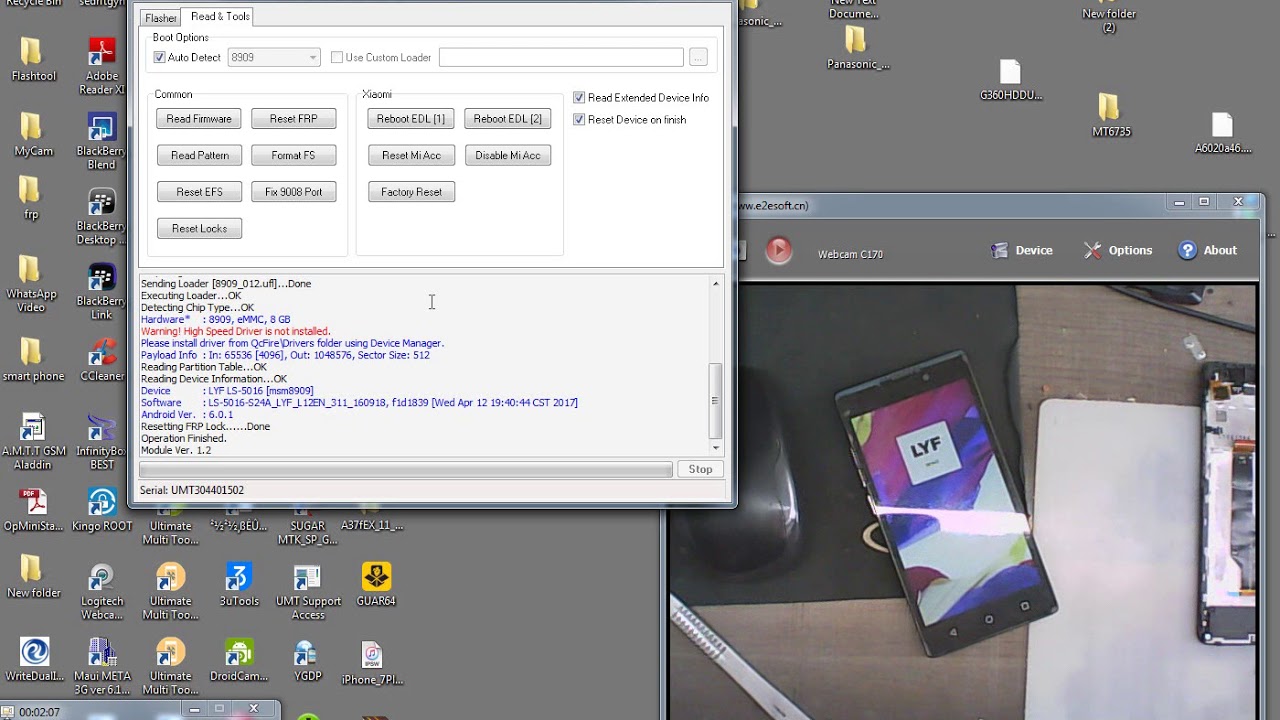 Recycle Bin
Flashtool
Adobe
Reader XI
MyCam
BlackBerry
Blend
frp
BlackBerry
Desktop ...
WhatsApp
Video
BlackBerry
Link
smart phone
CCleaner
A.M.T.T GSM
Aladdin
InfinityBox
BEST
OpMiniSta...
Kingo ROOT
Ultimate
Multi Too...
SUGAR
MTK_SP_G...
A37fEX_11_...
New folder
Logitech
Webca...
Ultimate
Multi Too...
3uTools
UMT Support
Access
GUAR64
WriteDualI...
Maui META
3G ver6.1...
Ultimate
Multi Too...
DroidCam...
YGDP
iPhone_7Pl...
00:02:07
Flasher
Read & Tools
Boot Options
Auto Detect
8909
Use Custom Loader
...
Common
Xiaomi
Read Extended Device Info
Reset Device on finish
Read Firmware
Reset FRP
Reboot EDL [1]
Reboot EDL [2]
Read Pattern
Format FS
Reset Mi Acc
Disable Mi Acc
Reset EFS
Fix 9008 Port
Factory Reset
Reset Locks
Sending Loader [8909_012.ufl]...Done
Executing Loader...OK
Detecting Chip Type...OK
Hardware* : 8909, eMMC, 8 GB
Warning! High Speed Driver is not installed.
Please install driver from QcFire\Drivers folder using Device Manager.
Payload Info : In: 65536 [4096], Out: 1048576, Sector Size: 512
Reading Partition Table...OK
Reading Device Information...OK
Device : LYF LS-5016 [msm8909]
Software : LS-5016-S24A_LYF_L12EN_311_160918, f1d1839 [Wed Apr 12 19:40:44 CST 2017]
Android Ver. : 6.0.1
Resetting FRP Lock......Done
Operation Finished.
Module Ver. 1.2
Stop
Serial: UMT304401502
New Text
Docume...
Panasonic_...
New folder
(2)
G360HDDU...
MT6735
A6020a46....
www.e2esoft.cn)
Webcam C170
Device
Options
About
LYF